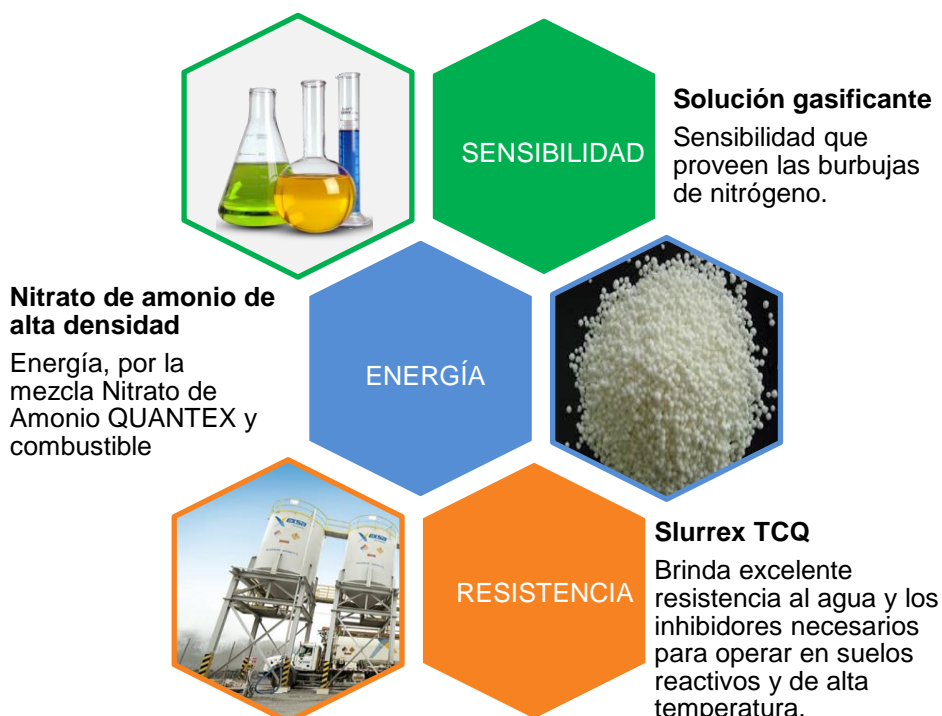 SENSIBILIDAD
Solución gasificante
Sensibilidad que
proveen las burbujas
de nitrógeno.
Nitrato de amonio de
alta densidad
Energía, por la
mezcla Nitrato de
Amonio QUANTEX y
combustible
ENERGÍA
exsa
exsa
RESISTENCIA
Slurrex TCQ
Brinda excelente
resistencia al agua y los
inhibidores necesarios
para operar en suelos
reactivos y de alta
temperatura.